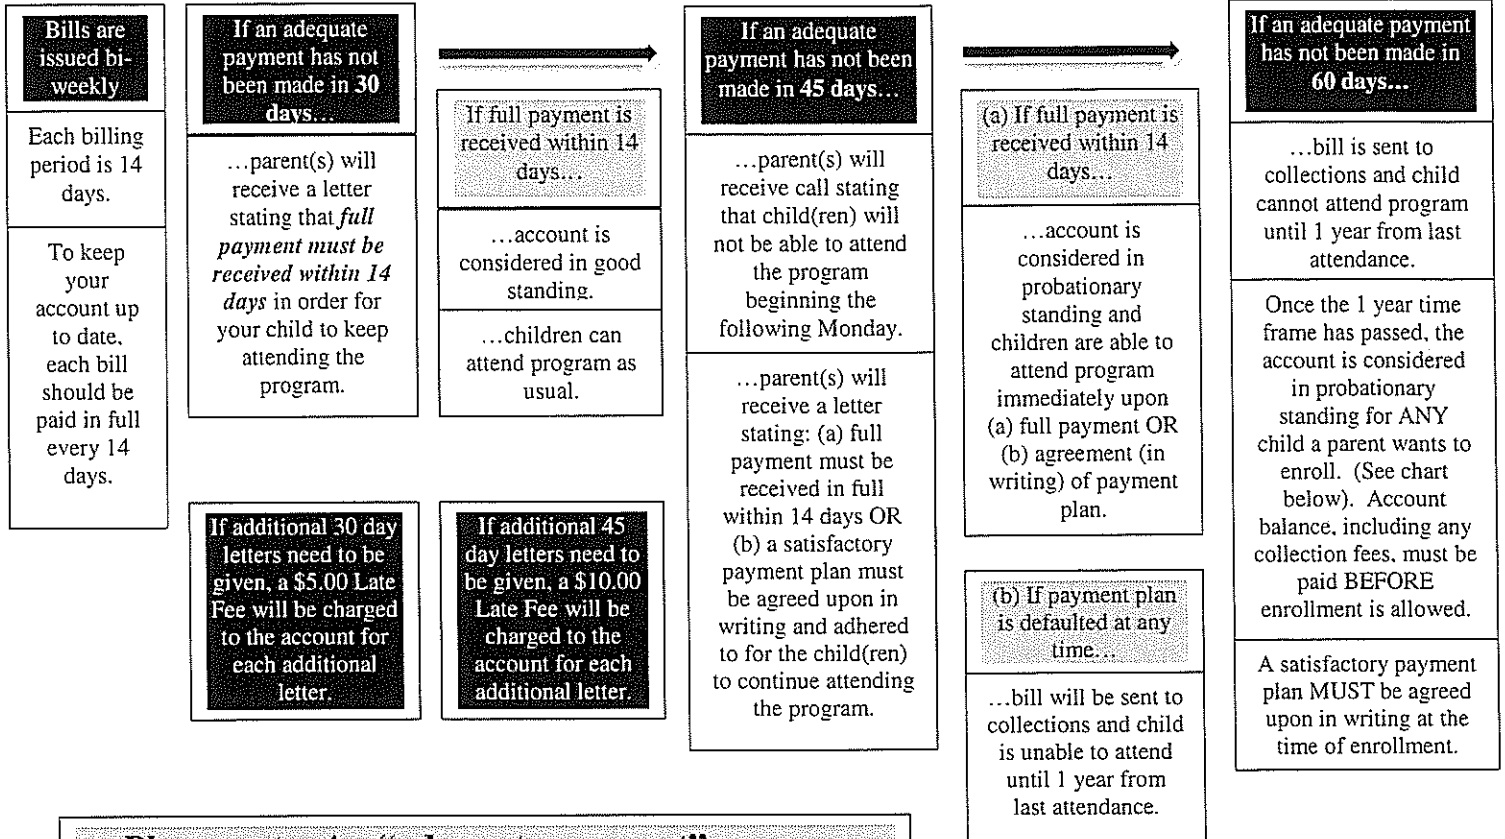 Bills are
issued bi-
weekly
Each billing
period is 14
days.
To keep
your
account up
to date,
each bill
should be
paid in full
every 14
days.
If an adequate
payment has not
been made in 30
days…
…parent(s) will
receive a letter
stating that full
payment must be
received within 14
days in order for
your child to keep
attending the
program.
If additional 30 day
letters need to be
given, a $5.00 Late
Fee will be charged
to the account for
each additional
letter.
If full payment is
received within 14
days…
…account is
considered in good
standing.
…children can
attend program as
usual.
If additional 45
day letters need to
be given, a $10.00
Late Fee will be
charged to the
account for each
additional letter.
If an adequate
payment has not been
made in 45 days…
…parent(s) will
receive call stating
that child(ren) will
not be able to attend
the program
beginning the
following Monday.
…parent(s) will
receive a letter
stating: (a) full
payment must be
received in full
within 14 days OR
(b) a satisfactory
payment plan must
be agreed upon in
writing and adhered
to for the child(ren)
to continue attending
the program.
(a) If full payment is
received within 14
days…
…account is
considered in
probationary
standing and
children are able to
attend program
immediately upon
(a) full payment OR
(b) agreement (in
writing) of payment
plan.
(b) If payment plan
is defaulted at any
time…
…bill will be sent to
collections and child
is unable to attend
until 1 year from
last attendance.
If an adequate payment
has not been made in
60 days…
…bill is sent to
collections and child
cannot attend program
until 1 year from last
attendance.
Once the 1 year time
frame has passed, the
account is considered
in probationary
standing for ANY
child a parent wants to
enroll. (See chart
below). Account
balance, including any
collection fees, must be
paid BEFORE
enrollment is allowed.
A satisfactory payment
plan MUST be agreed
upon in writing at the
time of enrollment.